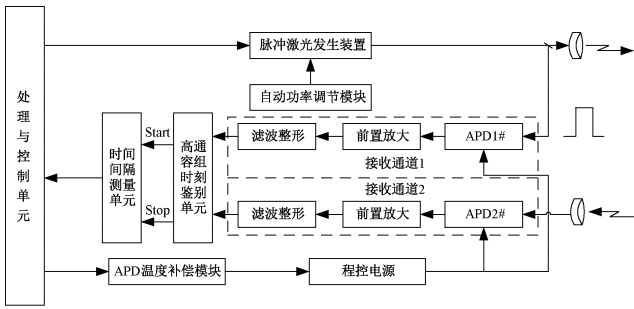 脉冲激光发生装置
自动功率调节模块
处
理
与
控
制
单
元
时间
间隔
测量
单元
Start
Stop
高通
容组
时刻
鉴别
单元
滤波整形
前置放大
APD1#
接收通道1
接收通道2
滤波整形
前置放大
APD2#
APD温度补偿模块
程控电源